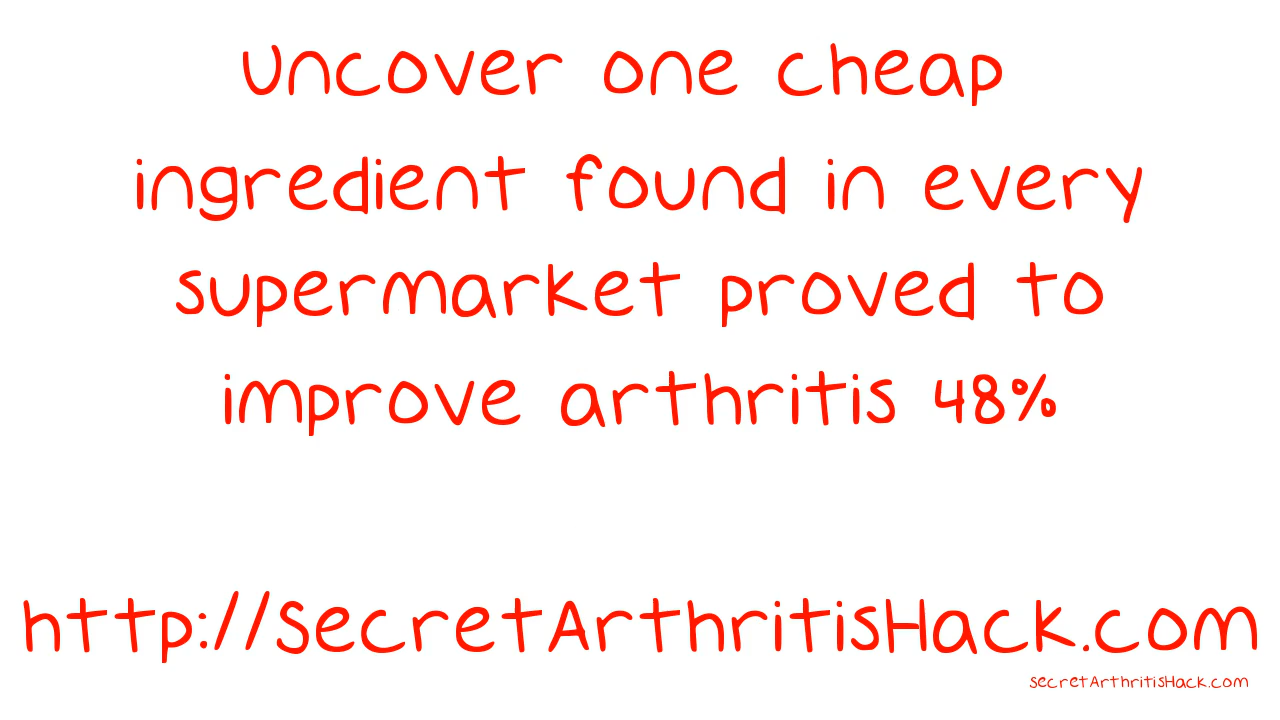 Uncover one cheap
ingredient found in every
supermarket proved to
improve arthritis 48%
http://SecretArthritisHack.com
SecretArthritisHack.com